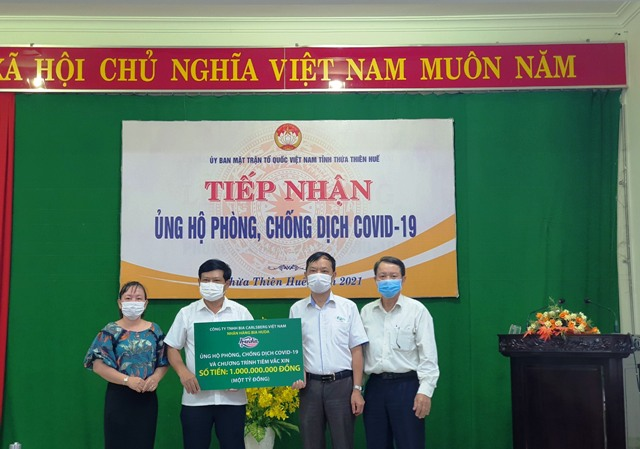 XÃ HỘI CHỦ NGHĨA VIỆT NAM MUÔN NĂM
ỦY BAN MẶT TRẬN TỔ QUỐC VIỆT NAM TỈNH THỪA THIÊN HUẾ
TIẾP NHẬN
ỦNG HỘ PHÒNG, CHỐNG DỊCH COVID-19
Thừa Thiên Huế 2021
CÔNG TY TNHH BIA CARLSBERG VIỆT NAM
NHÃN HÀNG BIA HUDA
ỦNG HỘ PHÒNG, CHỐNG DỊCH COVID-19
VÀ CHƯƠNG TRÌNH TIÊM VẮC XIN
SỐ TIỀN: 1.000.000.000 ĐỒNG
(MỘT TỶ ĐỒNG)